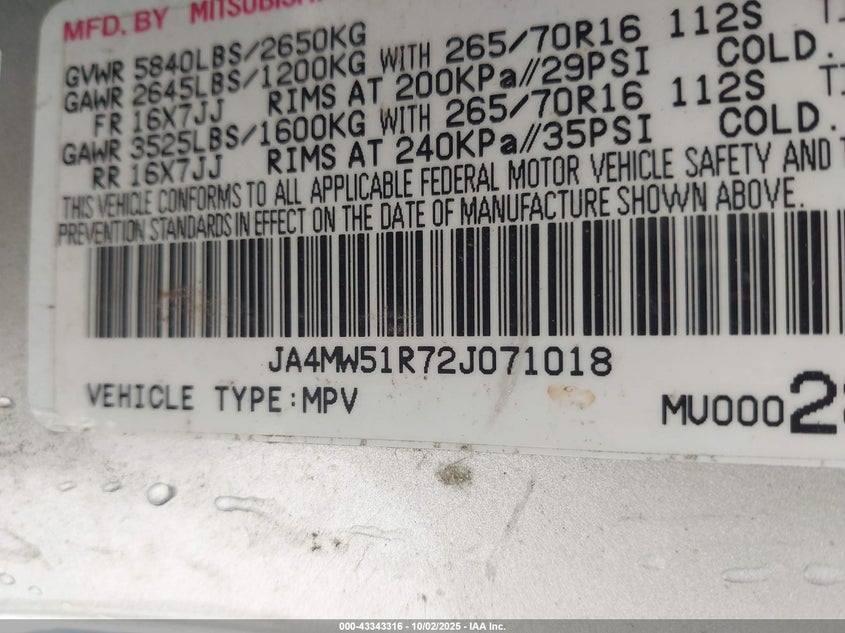 MFD. BY MITSUBISH
GVWR 5840LBS/2650KG
GAWR 2645LBS/1200KG WITH 265/70R16 112S
FR 16X7JJ RIMS AT 200KPa//29PSI COLD.
GAWR 3525LBS/1600KG WITH 265/70R16 112S
RR 16X7JJ RIMS AT 240KPa//35PSI COLD.
THIS VEHICLE CONFORMS TO ALL APPLICABLE FEDERAL MOTOR VEHICLE SAFETY AND
PREVENTION STANDARDS IN EFFECT ON THE DATE OF MANUFACTURE SHOWN ABOVE.
JA4MW51R72J071018
VEHICLE TYPE:MPV MU000
000-43343316 - 10/02/2025 - IAA Inc.